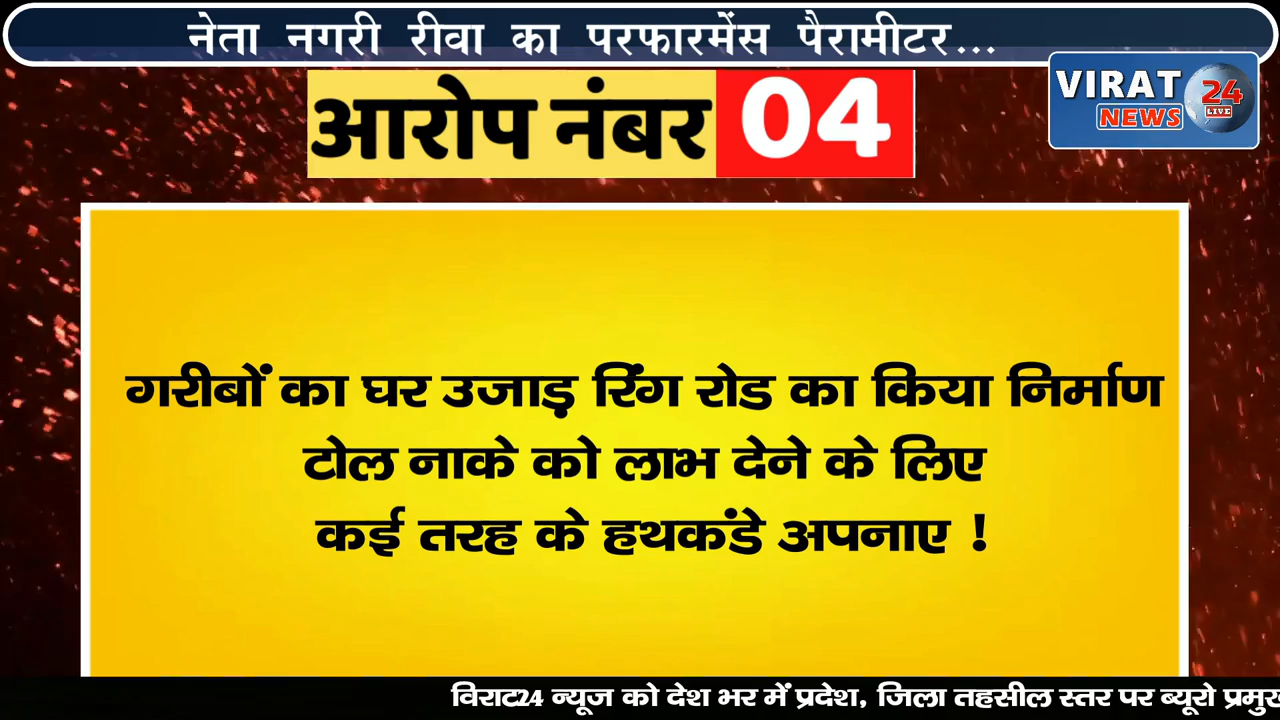 नेता नगरी रीवा का परफारमेंस पैरामीटर...
आरोप नंबर 04
VIRAT 24
NEWS LIVE
गरीबों का घर उजाड़ रिंग रोड का किया निर्माण
टोल नाके को लाभ देने के लिए
कई तरह के हथकंडे अपनाए !
विराट24 न्यूज को देश भर में प्रदेश, जिला तहसील स्तर पर ब्यूरो